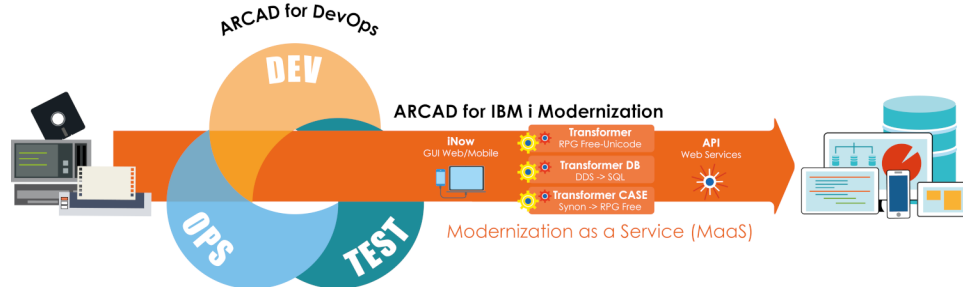 ARCAD for DevOps
DEV
OPS
TEST
ARCAD for IBM i Modernization
iNow
GUI Web/Mobile
Transformer
RPG Free-Unicode
Transformer DB
DDS -> SQL
Transformer CASE
Synon -> RPG Free
API
Web Services
Modernization as a Service (MaaS)